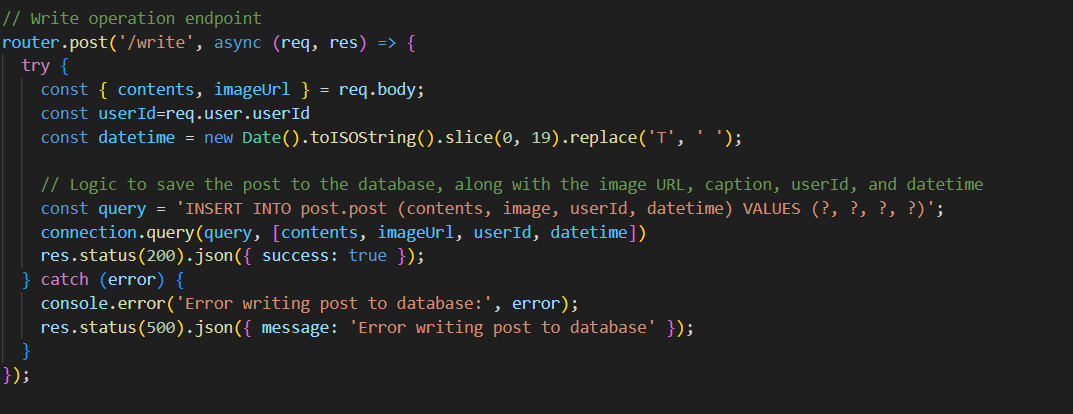 // Write operation endpoint
router.post('/write', async (req, res) => {
  try {
    const { contents, imageUrl } = req.body;
    const userId=req.user.userId
    const datetime = new Date().toISOString().slice(0, 19).replace('T', ' ');

    // Logic to save the post to the database, along with the image URL, caption, userId, and datetime
    const query = 'INSERT INTO post.post (contents, image, userId, datetime) VALUES (?, ?, ?, ?)';
    connection.query(query, [contents, imageUrl, userId, datetime])
    res.status(200).json({ success: true });
  } catch (error) {
    console.error('Error writing post to database:', error);
    res.status(500).json({ message: 'Error writing post to database' });
  }
});